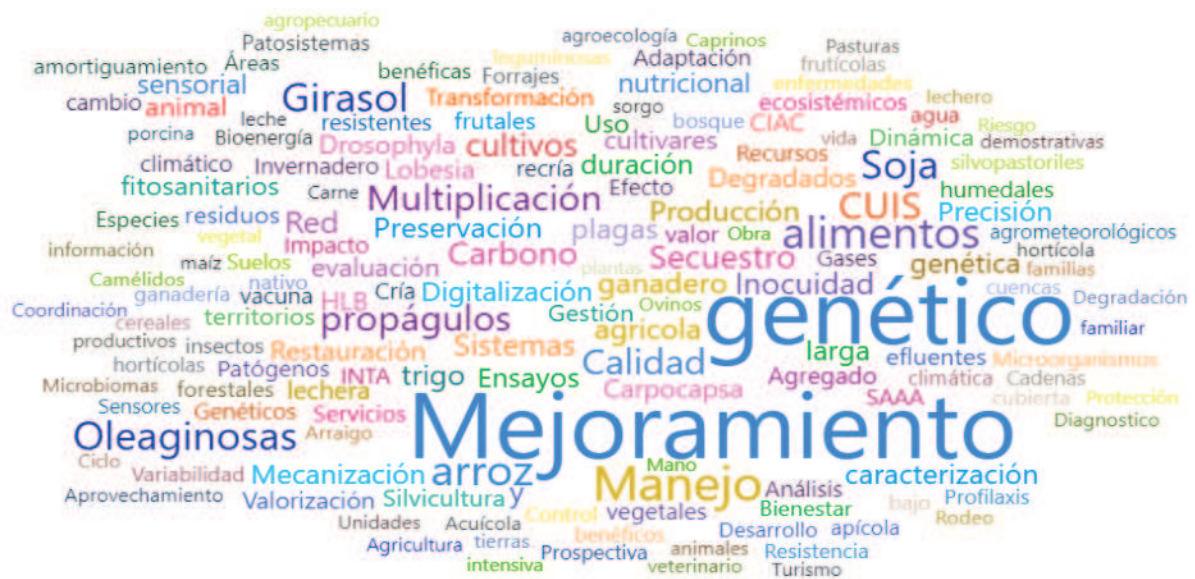 agropecuario
Patosistemas
agroecología Caprinos
Pasturas
amortiguamiento Áreas benéficas leguminosas Adaptación frutícolas
sensorial Forrajes nutricional enfermedades
cambio animal Girasol Transformación sorgo ecosistémicos lechero
leche resistentes frutales Uso bosque CIAC agua Riesgo
porcina Bioenergía Drosophyla cultivos cultivares vida Dinámica demostrativas
climático Invernadero Lobesia recría duración Recursos Soja silvopastoriles
fitosanitarios Carne Multiplicación Efecto Degradados humedales
Especies residuos Red Preservación plagas Producción CUIS Precisión
vegetal Impacto valor Obra alimentos agrometeorológicos
información maíz Suelos evaluación Carbono Secuestro Gases genética hortícola
Camélidos nativo plantas familias
ganadería vacuna HLB Cría Digitalización ganadero Inocuidad cuencas Degradación
Coordinación cereales territorios propágulos Gestión Ovinos agricola genético familiar
productivos insectos Restauración Sistemas Calidad larga efluentes Microorganismos
hortícolas Patógenos INTA trigo Ensayos Agregado climática Cadenas
Microbiomas forestales lechera Carpocapsa SAAA cubierta Protección
Sensores Genéticos Servicios Mejoramiento Diagnostico
Oleaginosas Arraigo
Ciclo Variabilidad Mecanización arroz Mano Manejo Análisis caracterización
Aprovechamiento Valorización Silvicultura y Bienestar bajo Profilaxis
Unidades Acuícola Control vegetales Desarrollo apícola Rodeo
Agricultura tierras benéficos
Prospectiva animales Resistencia
intensiva veterinario Turismo